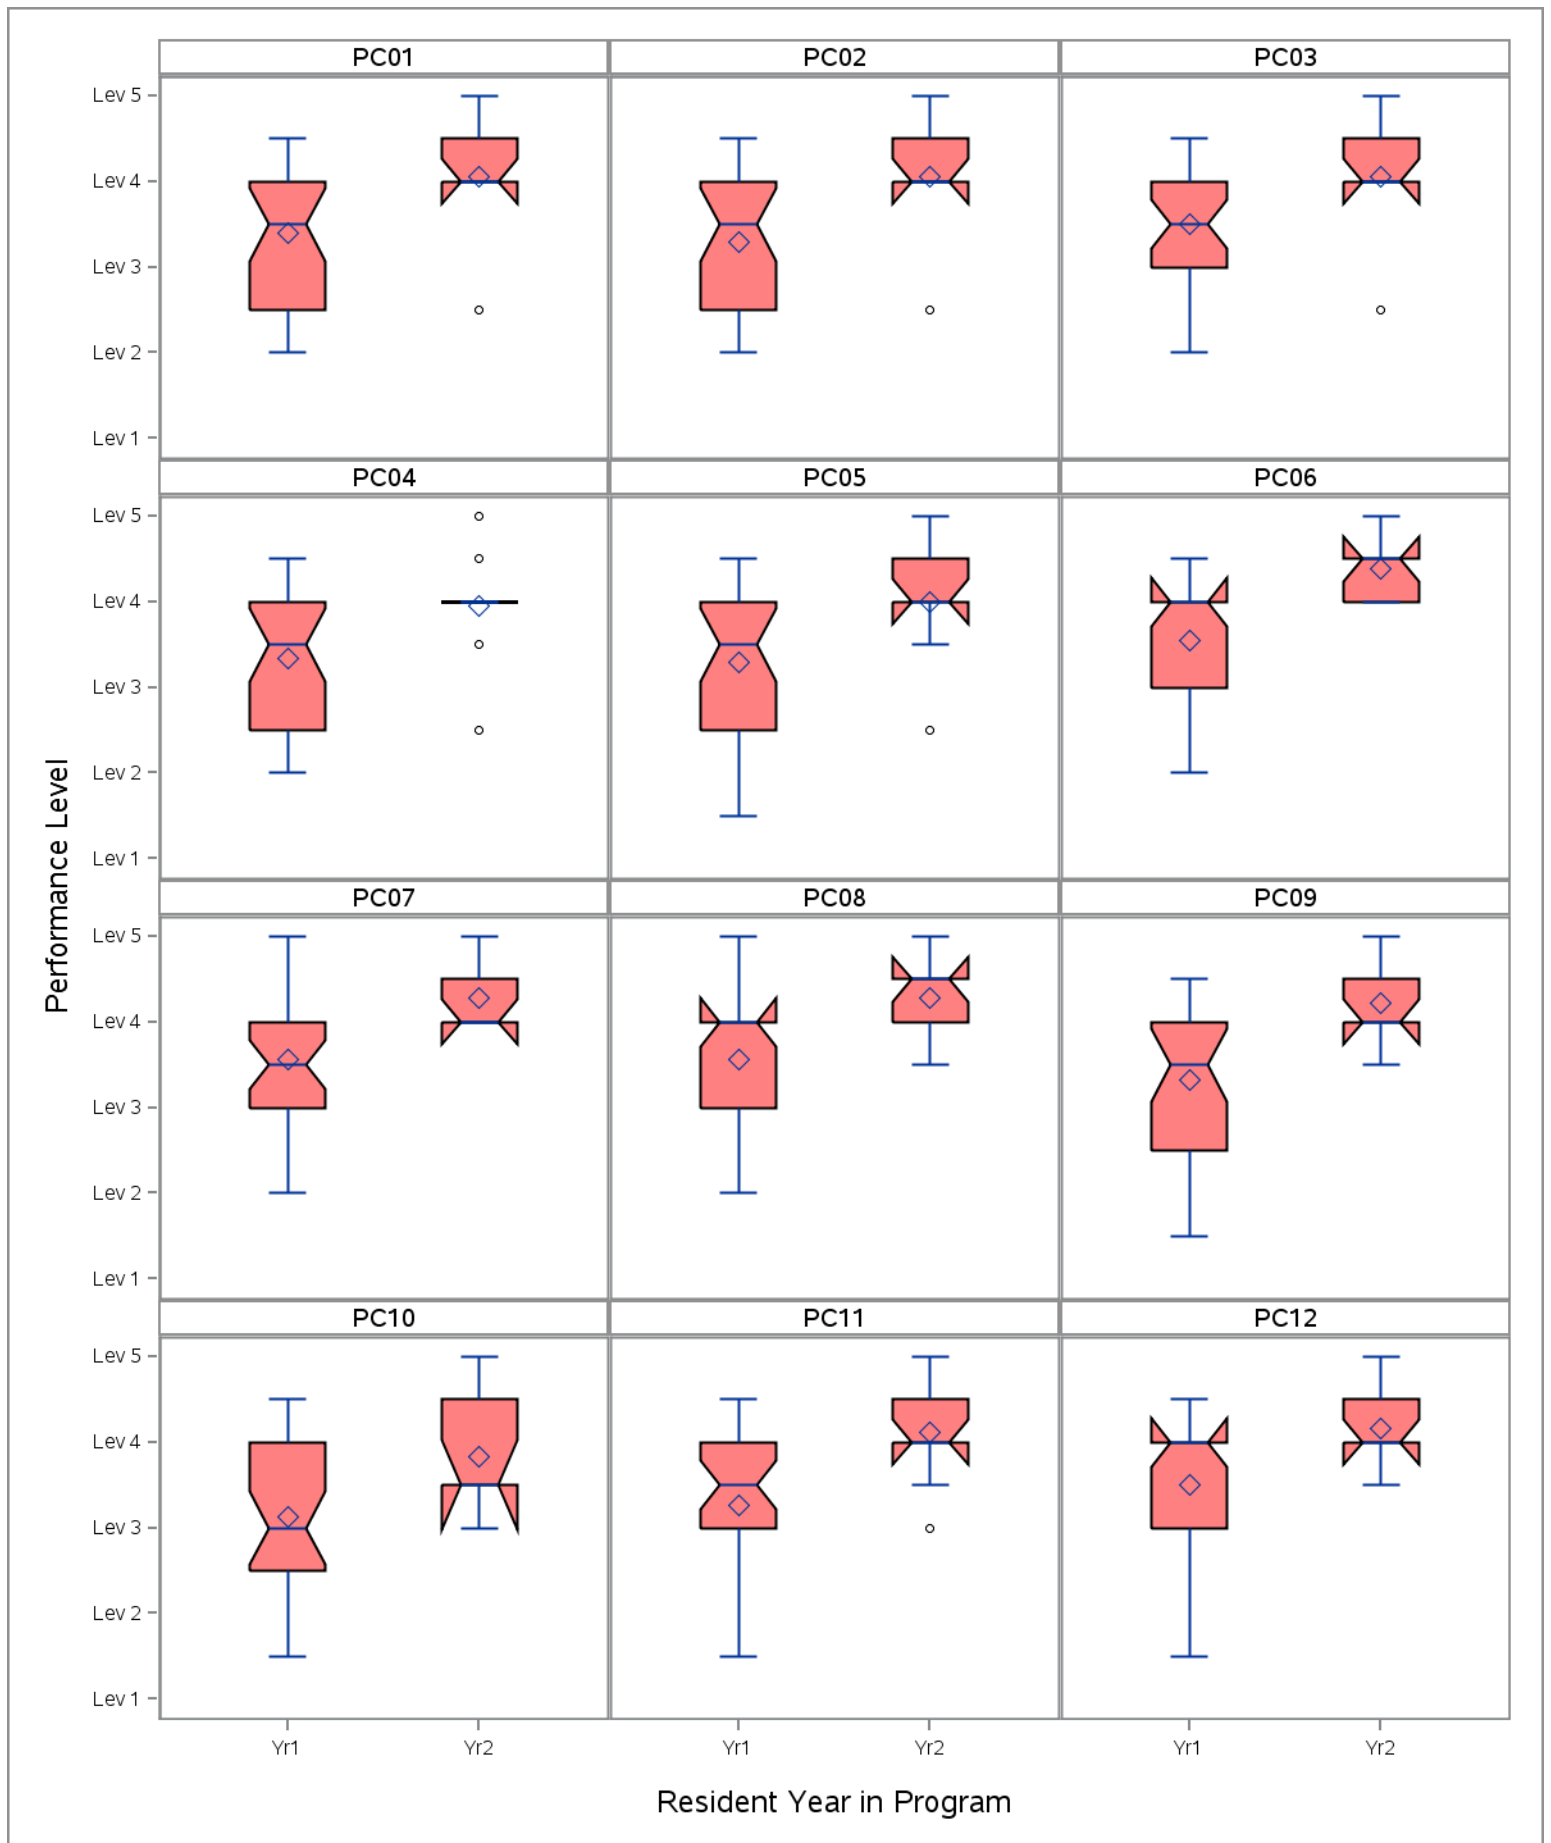 PC01 PC02 PC03
Lev 5
Lev 4
Lev 3
Lev 2
Lev 1
PC04 PC05 PC06
Lev 5
Lev 4
Lev 3
Lev 2
Lev 1
Performance Level
PC07 PC08 PC09
Lev 5
Lev 4
Lev 3
Lev 2
Lev 1
PC10 PC11 PC12
Lev 5
Lev 4
Lev 3
Lev 2
Lev 1
Yr1 Yr2 Yr1 Yr2 Yr1 Yr2
Resident Year in Program